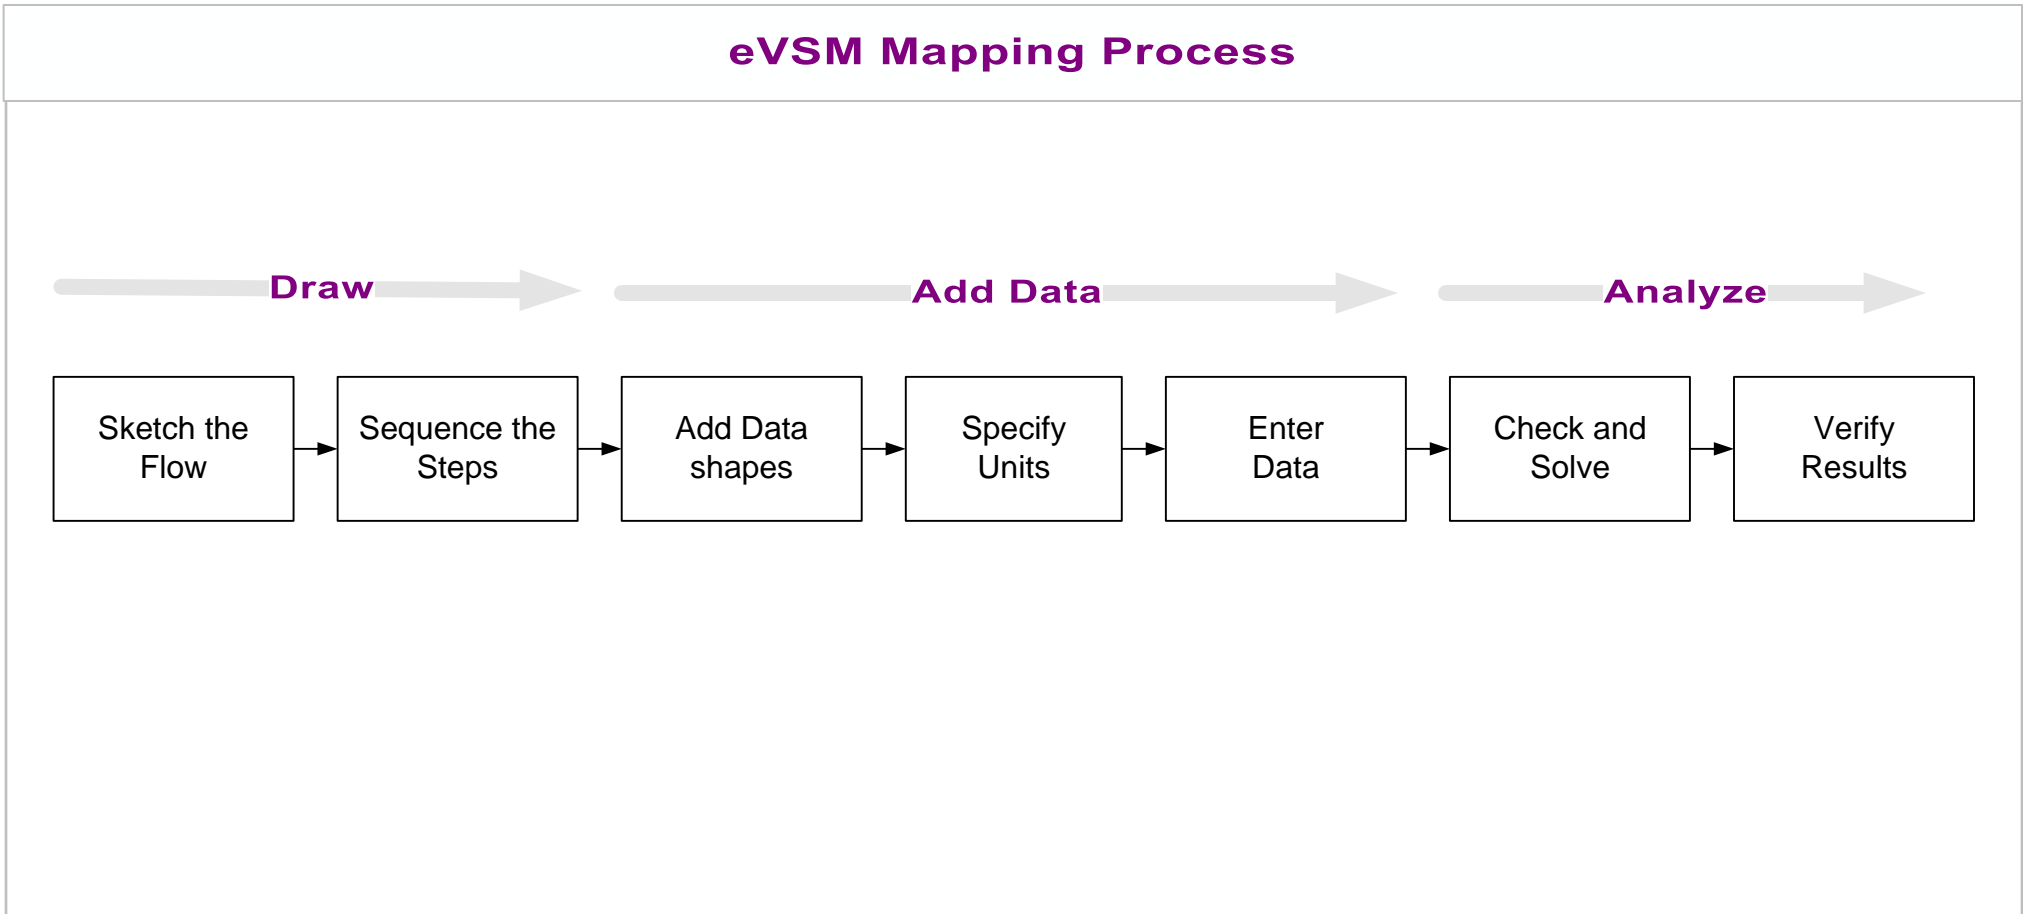 eVSM Mapping Process
Draw
Add Data
Analyze
Sketch the
Flow
Sequence the
Steps
Add Data
shapes
Specify
Units
Enter
Data
Check and
Solve
Verify
Results